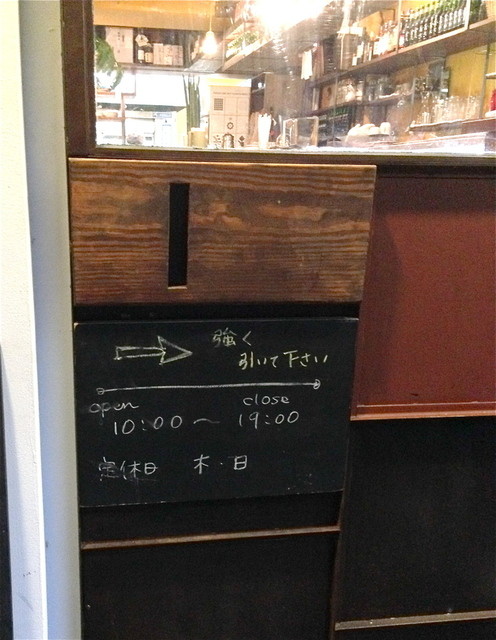 強く
引いて下さい
open close
10:00 ～ 19:00
定休日 木・日